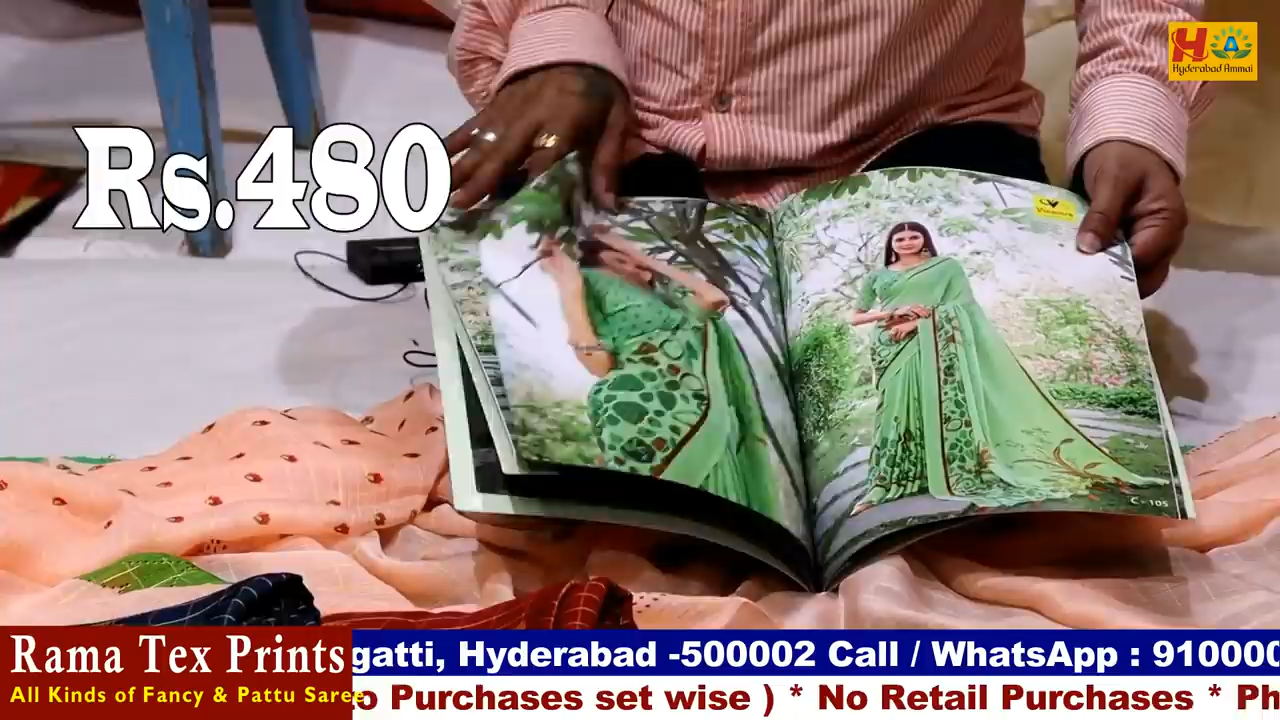 H A
Hyderabad Ammai
Rs.480
C - 105
Rama Tex Prints
gatti, Hyderabad -500002 Call / WhatsApp : 910000
All Kinds of Fancy & Pattu Saree
o Purchases set wise ) * No Retail Purchases * Ph